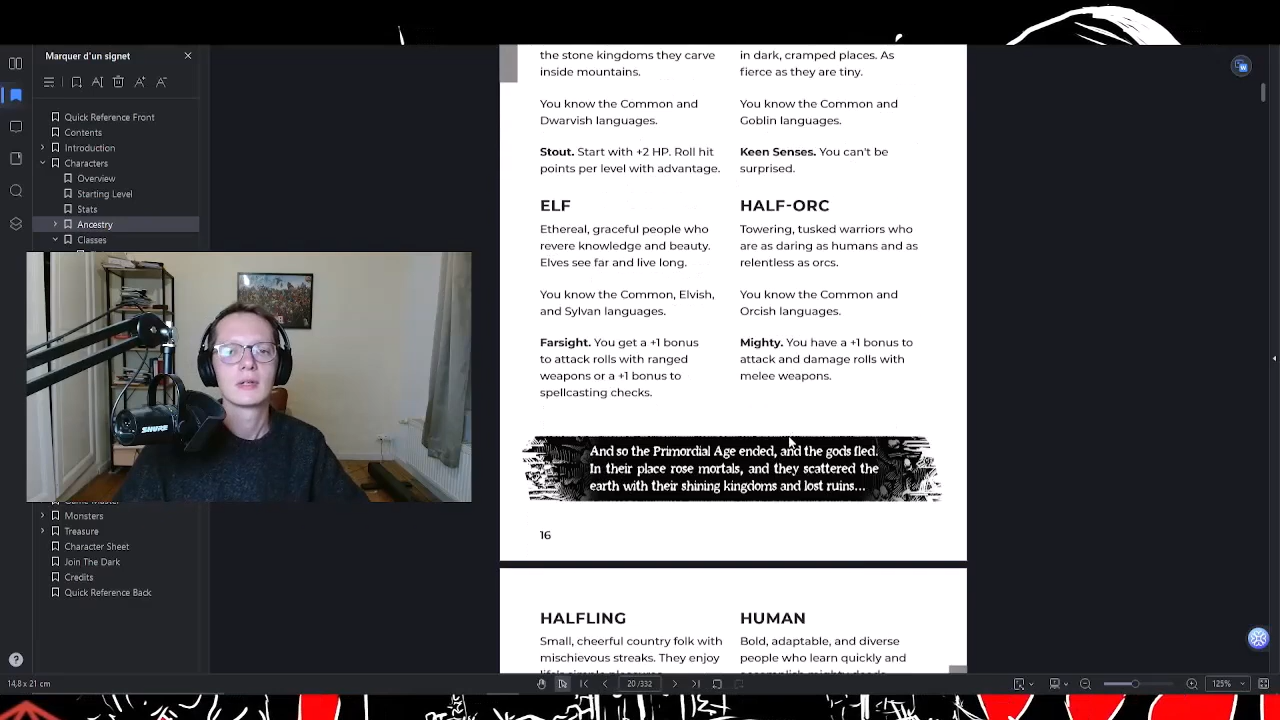 Marquer d'un signet
Quick Reference Front
Contents
Introduction
Characters
Overview
Starting Level
Stats
Ancestry
Classes
Monsters
Treasure
Character Sheet
Join The Dark
Credits
Quick Reference Back
14,8 x 21 cm
SHURE
the stone kingdoms they carve
inside mountains.
You know the Common and
Dwarvish languages.
Stout. Start with +2 HP. Roll hit
points per level with advantage.
ELF
Ethereal, graceful people who
revere knowledge and beauty.
Elves see far and live long.
You know the Common, Elvish,
and Sylvan languages.
Farsight. You get a +1 bonus
to attack rolls with ranged
weapons or a +1 bonus to
spellcasting checks.
in dark, cramped places. As
fierce as they are tiny.
You know the Common and
Goblin languages.
Keen Senses. You can't be
surprised.
HALF-ORC
Towering, tusked warriors who
are as daring as humans and as
relentless as orcs.
You know the Common and
Orcish languages.
Mighty. You have a +1 bonus to
attack and damage rolls with
melee weapons.
And so the Primordial Age ended, and the gods fled.
In their place rose mortals, and they scattered the
earth with their shining kingdoms and lost ruins...
16
HALFLING
Small, cheerful country folk with
mischievous streaks. They enjoy
HUMAN
Bold, adaptable, and diverse
people who learn quickly and
20 /332
125%